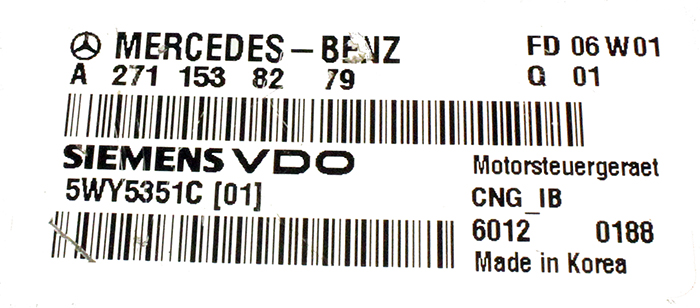 MERCEDES-BENZ FD 06 W01
A 271 153 82 79 Q 01
SIEMENS VDO Motorsteuergeraet
5WY5351C [01] CNG_IB
6012 0188
Made in Korea